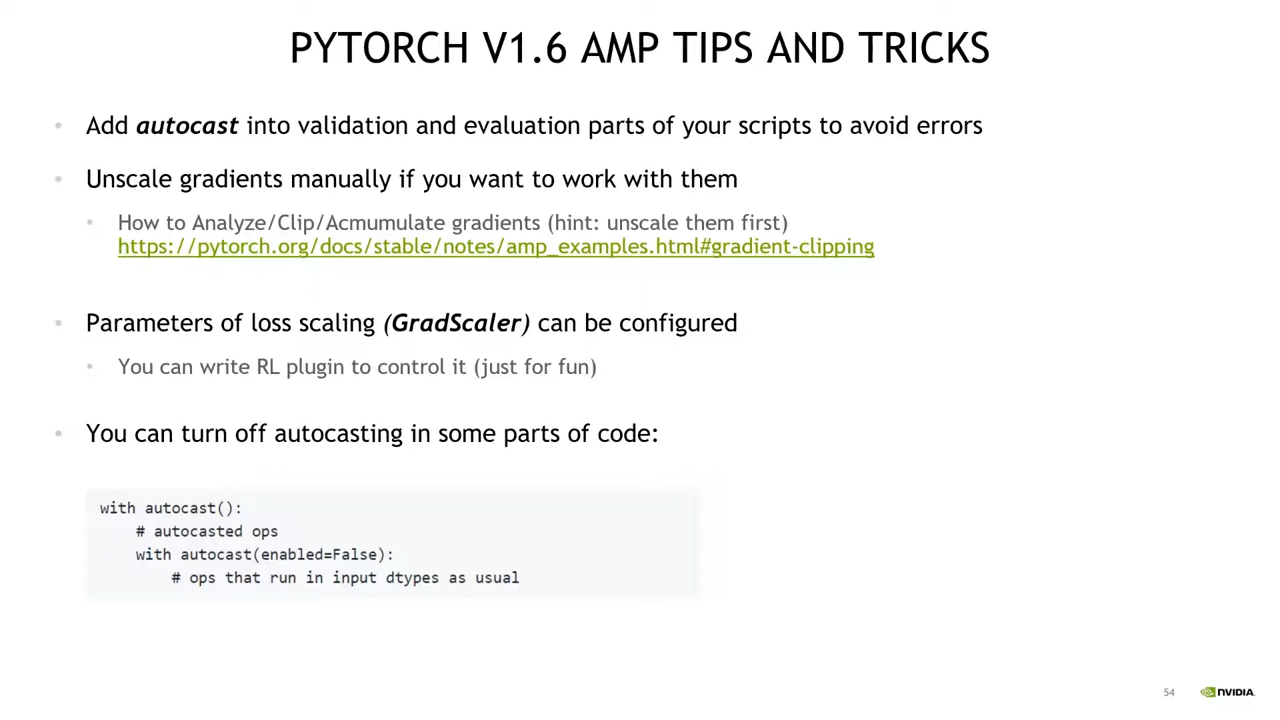 PYTORCH V1.6 AMP TIPS AND TRICKS
• Add autocast into validation and evaluation parts of your scripts to avoid errors
• Unscale gradients manually if you want to work with them
• How to Analyze/Clip/Acmumulate gradients (hint: unscale them first)
https://pytorch.org/docs/stable/notes/amp_examples.html#gradient-clipping
• Parameters of loss scaling (GradScaler) can be configured
• You can write RL plugin to control it (just for fun)
• You can turn off autocasting in some parts of code:
with autocast():
    # autocasted ops
    with autocast(enabled=False):
        # ops that run in input dtypes as usual
54 NVIDIA.